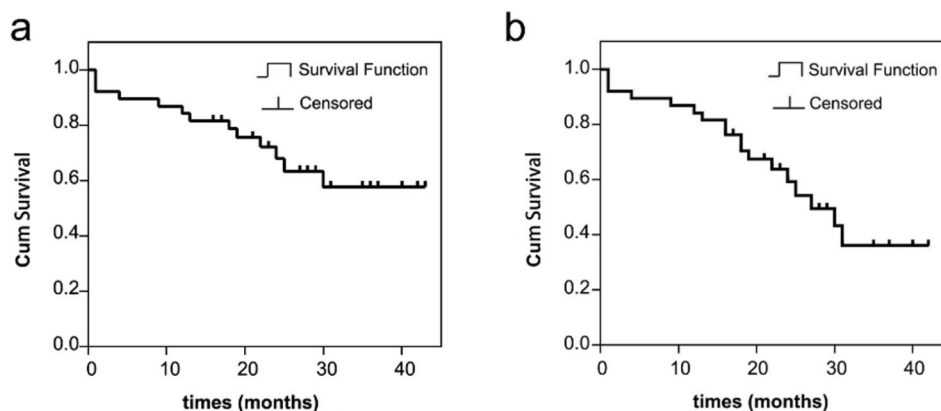 a
Cum Survival
1.0
0.8
0.6
0.4
0.2
0.0
0 10 20 30 40
times (months)
Survival Function
Censored
b
Cum Survival
1.0
0.8
0.6
0.4
0.2
0.0
0 10 20 30 40
times (months)
Survival Function
Censored